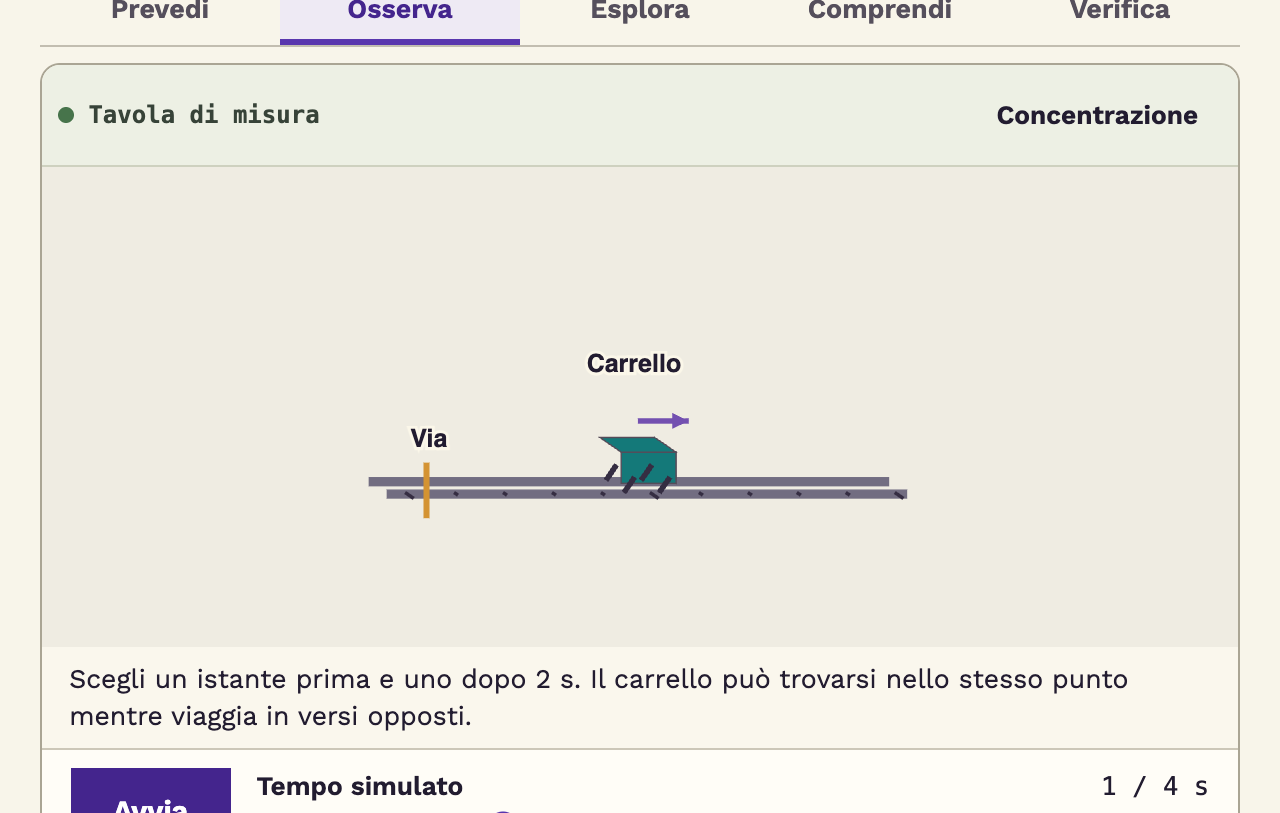 Prevedi
Osserva
Esplora
Comprendi
Verifica
Tavola di misura
Concentrazione
Carrello
Via
Scegli un istante prima e uno dopo 2 s. Il carrello può trovarsi nello stesso punto
mentre viaggia in versi opposti.
Avvia
Tempo simulato
1 / 4 s